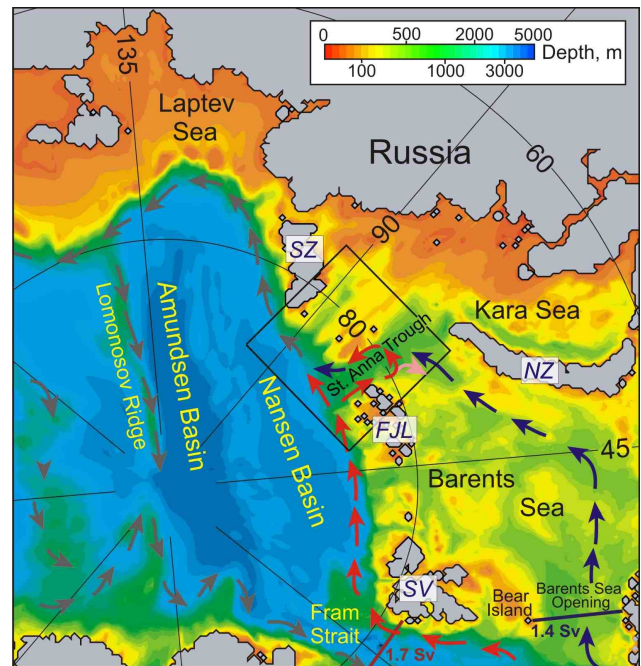 0 500 2000 5000
Depth, m
100 1000 3000
135
Laptev
Sea
Russia
60
90
SZ
80
Kara Sea
St. Anna Trough
NZ
Lomonosov Ridge
Amundsen Basin
Nansen Basin
FJL
45
Barents
Sea
SV
Bear
Island
Barents Sea
Opening
1.4 Sv
Fram
Strait
1.7 Sv